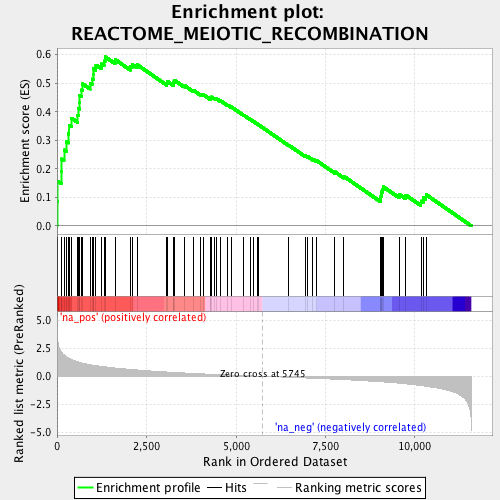 Enrichment plot:
REACTOME_MEIOTIC_RECOMBINATION
Enrichment score (ES)
0.6
0.5
0.4
0.3
0.2
0.1
0.0
'na_pos' (positively correlated)
Ranked list metric (PreRanked)
5.0
2.5
0.0
-2.5
-5.0
Zero cross at 5745
'na_neg' (negatively correlated)
0
2,500
5,000
7,500
10,000
Rank in Ordered Dataset
Enrichment profile
Hits
Ranking metric scores